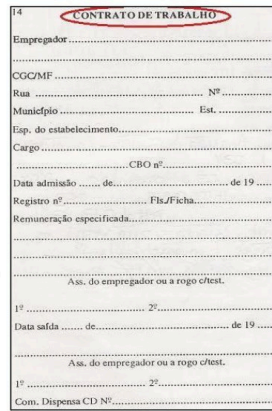 14
CONTRATO DE TRABALHO
Empregador
CGC/MF
Rua Nº
Município Est.
Esp. do estabelecimento
Cargo
CBO nº
Data admissão de de 19
Registro nº Fls./Ficha
Remuneração especificada
Ass. do empregador ou a rogo c/test.
1º 2º
Data saída de de 19
Ass. do empregador ou a rogo c/test.
1º 2º
Com. Dispensa CD Nº